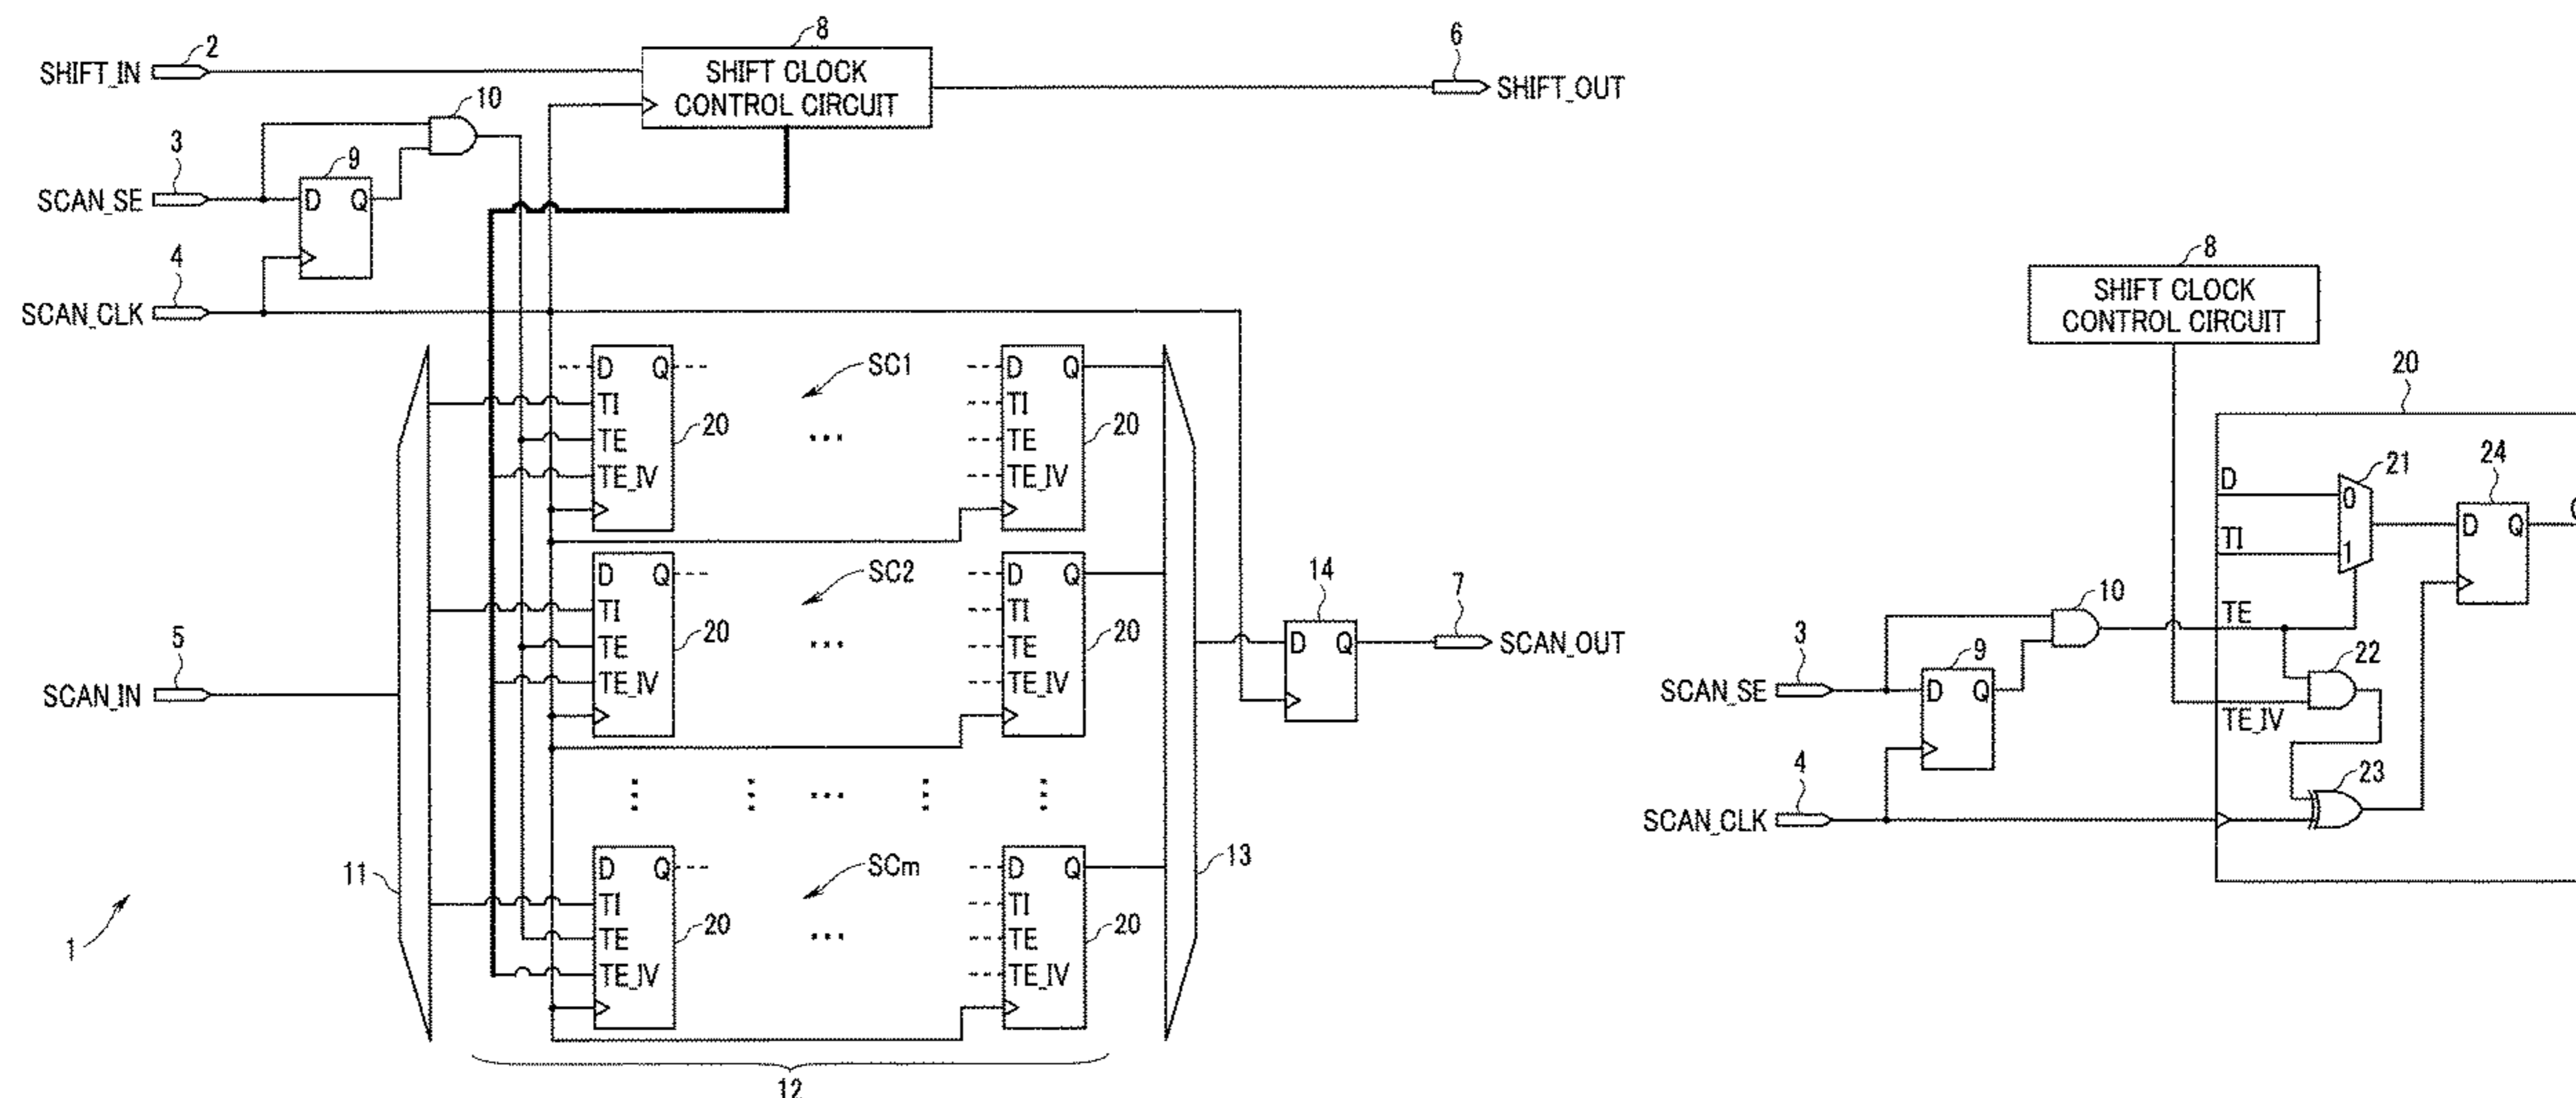 8
2
SHIFT_IN
SHIFT CLOCK
CONTROL CIRCUIT
6
SHIFT_OUT
10
3
9
SCAN_SE
D Q
4
SCAN_CLK
D Q
TI
TE
TE_IV
20
SC1
...
D Q
TI
TE
TE_IV
20
D Q
TI
TE
TE_IV
20
SC2
...
D Q
TI
TE
TE_IV
20
5
SCAN_IN
14
D Q
7
SCAN_OUT
...
D Q
TI
TE
TE_IV
20
SCm
...
D Q
TI
TE
TE_IV
20
11
13
1
12
8
SHIFT CLOCK
CONTROL CIRCUIT
20
D
TI
0
1
21
24
D Q
10
TE
3
9
SCAN_SE
D Q
22
TE_IV
4
23
SCAN_CLK